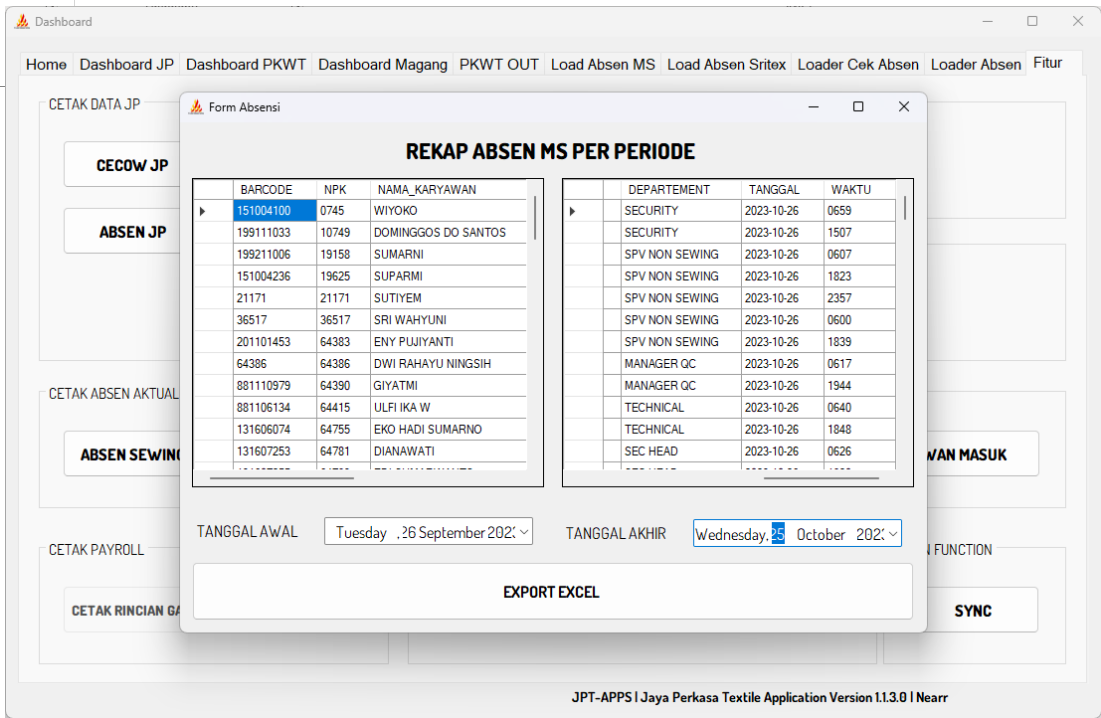 Dashboard
Home Dashboard JP Dashboard PKWT Dashboard Magang PKWT OUT Load Absen MS Load Absen Sritex Loader Cek Absen Loader Absen Fitur
CETAK DATA JP
CECOW JP
ABSEN JP
CETAK ABSEN AKTUAL
ABSEN SEWING
WAN MASUK
CETAK PAYROLL
FUNCTION
CETAK RINCIAN GA
SYNC
Form Absensi
REKAP ABSEN MS PER PERIODE
BARCODE NPK NAMA_KARYAWAN
151004100 0745 WIYOKO
199111033 10749 DOMINGGOS DO SANTOS
199211006 19158 SUMARNI
151004236 19625 SUPARMI
21171 21171 SUTIYEM
36517 36517 SRI WAHYUNI
201101453 64383 ENY PUJIYANTI
64386 64386 DWI RAHAYU NINGSIH
881110979 64390 GIYATMI
881106134 64415 ULFI IKA W
131606074 64755 EKO HADI SUMARNO
131607253 64781 DIANAWATI
DEPARTEMENT TANGGAL WAKTU
SECURITY 2023-10-26 0659
SECURITY 2023-10-26 1507
SPV NON SEWING 2023-10-26 0607
SPV NON SEWING 2023-10-26 1823
SPV NON SEWING 2023-10-26 2357
SPV NON SEWING 2023-10-26 0600
SPV NON SEWING 2023-10-26 1839
MANAGER QC 2023-10-26 0617
MANAGER QC 2023-10-26 1944
TECHNICAL 2023-10-26 0640
TECHNICAL 2023-10-26 1848
SEC HEAD 2023-10-26 0626
TANGGAL AWAL Tuesday ,26 September 202
TANGGAL AKHIR Wednesday, 25 October 202
EXPORT EXCEL
JPT-APPS | Jaya Perkasa Textile Application Version 1.1.3.0 | Nearr